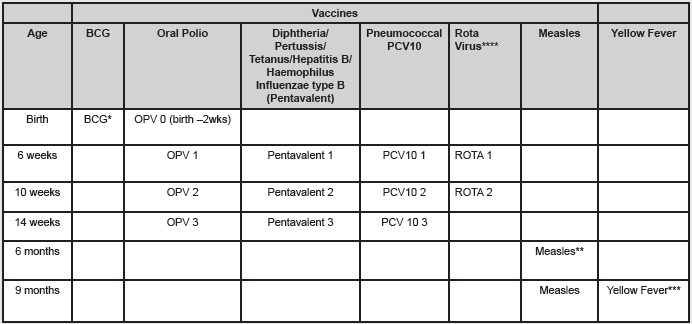 Vaccines
Age BCG Oral Polio Diphtheria/ Pneumococcal Rota Measles Yellow Fever
Pertussis/ PCV10 Virus****
Tetanus/Hepatitis B/
Haemophilus
Influenzae type B
(Pentavalent)
Birth BCG* OPV 0 (birth –2wks)
6 weeks OPV 1 Pentavalent 1 PCV10 1 ROTA 1
10 weeks OPV 2 Pentavalent 2 PCV10 2 ROTA 2
14 weeks OPV 3 Pentavalent 3 PCV 10 3
6 months Measles**
9 months Measles Yellow Fever***